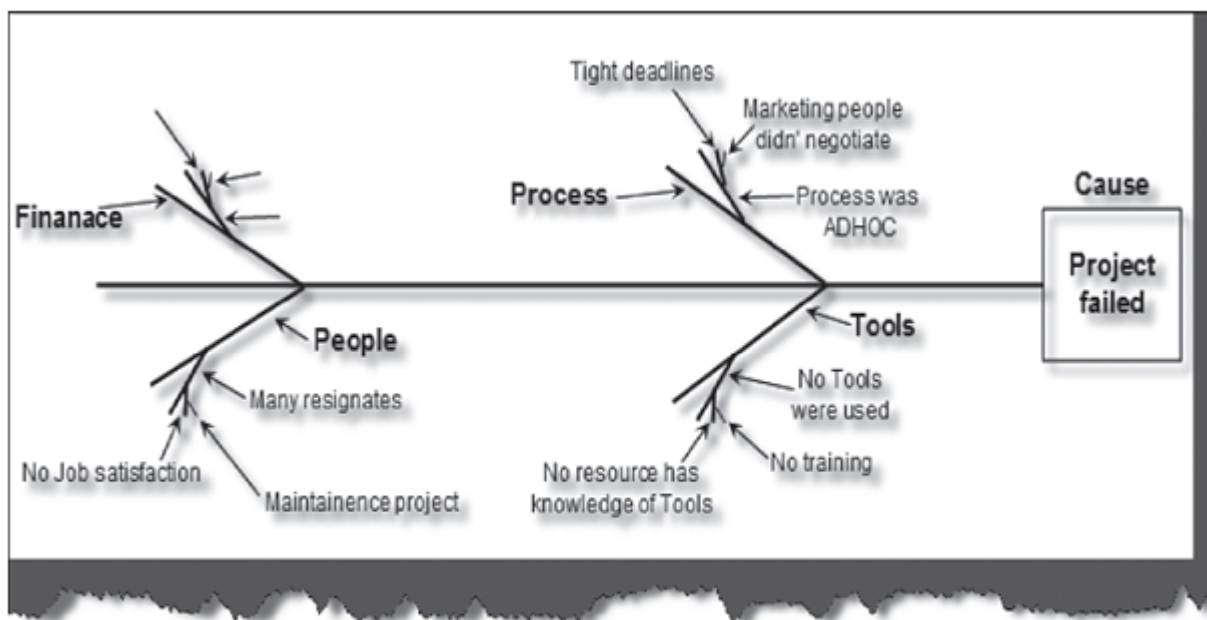 Tight deadlines
Marketing people
didn' negotiate
Finanace
Process
Process was
ADHOC
Cause
Project
failed
People
Tools
Many resignates
No Tools
were used
No Job satisfaction
Maintainence project
No resource has
knowledge of Tools
No training